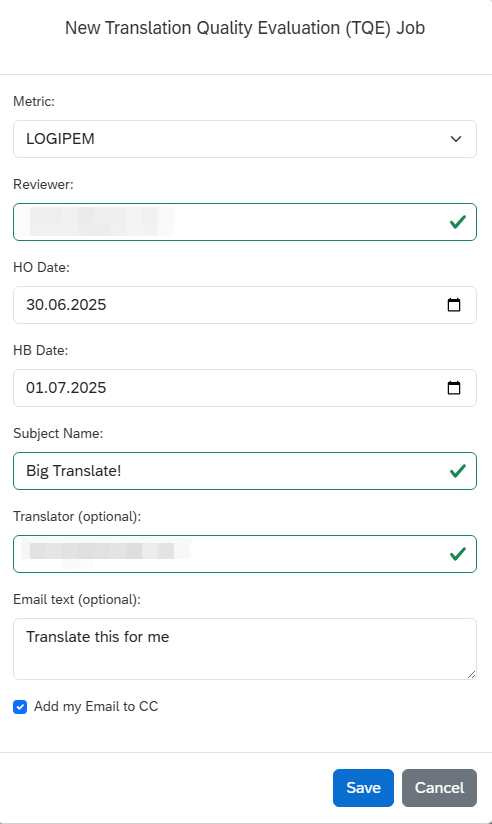 New Translation Quality Evaluation (TQE) Job
Metric:
LOGIPEM
Reviewer:
HO Date:
30.06.2025
HB Date:
01.07.2025
Subject Name:
Big Translate!
Translator (optional):
Email text (optional):
Translate this for me
Add my Email to CC
Save Cancel